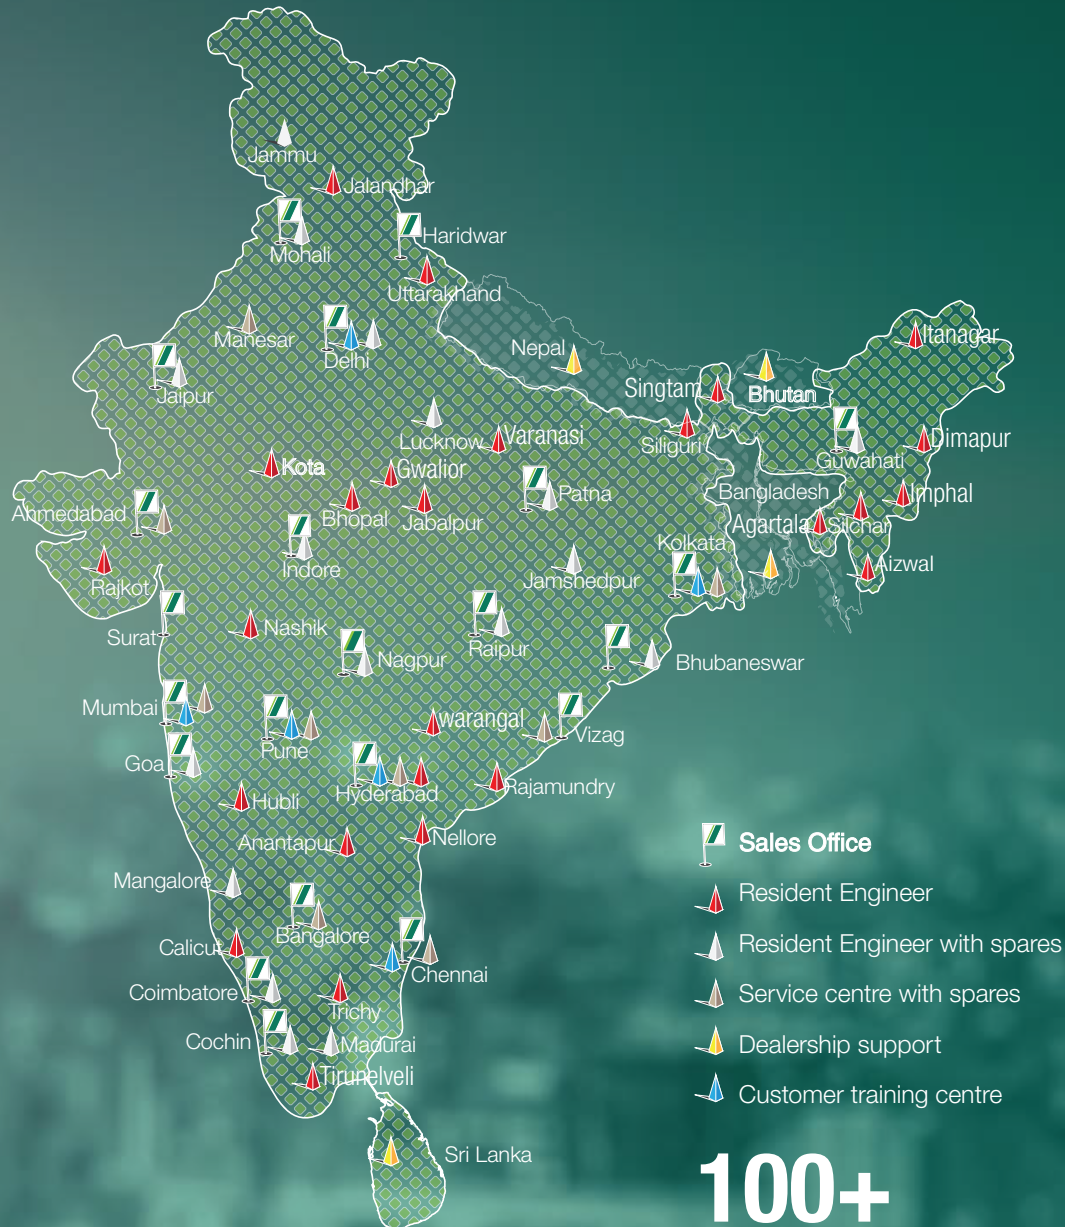 Jammu
Jalandhar
Mohali
Haridwar
Uttarakhand
Manesar
Delhi
Nepal
Itanagar
Jaipur
Singtam
Bhutan
Lucknow
Varanasi
Siliguri
Guwahati
Dimapur
Kota
Gwalior
Patna
Bangladesh
Imphal
Ahmedabad
Bhopal
Jabalpur
Agartala
Silchar
Kolkata
Indore
Jamshedpur
Aizwal
Rajkot
Surat
Nashik
Raipur
Nagpur
Bhubaneswar
Mumbai
Pune
warangal
Vizag
Goa
Hyderabad
Rajamundry
Hubli
Anantapur
Nellore
Mangalore
Bangalore
Calicut
Chennai
Coimbatore
Trichy
Cochin
Madurai
Tirunelveli
Sri Lanka
Sales Office
Resident Engineer
Resident Engineer with spares
Service centre with spares
Dealership support
Customer training centre
100+